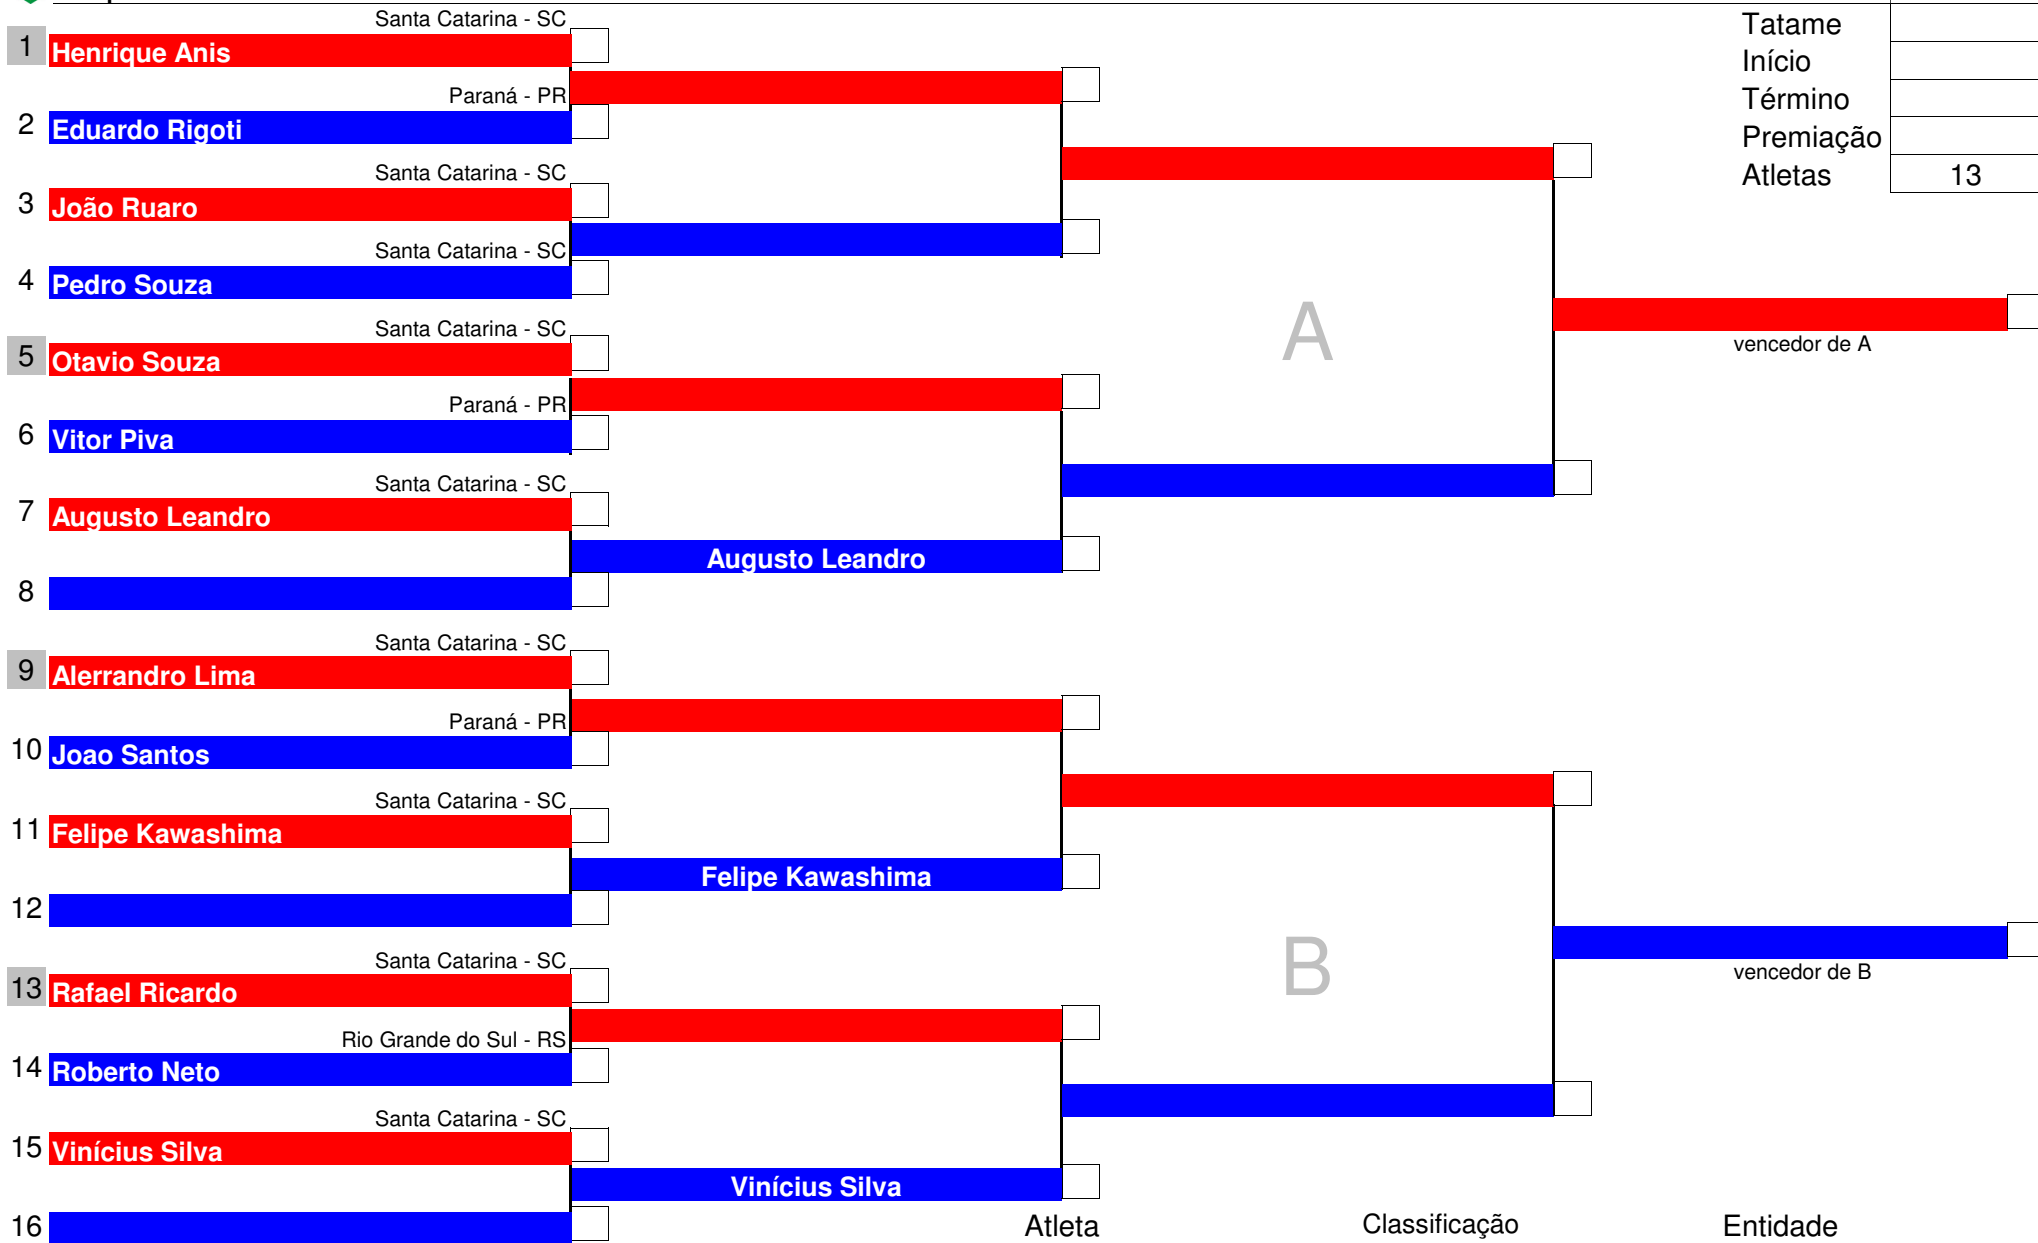 Santa Catarina - SC
1 Henrique Anis
Paraná - PR
2 Eduardo Rigoti
Santa Catarina - SC
3 João Ruaro
Santa Catarina - SC
4 Pedro Souza
Santa Catarina - SC
5 Otavio Souza
Paraná - PR
6 Vitor Piva
Santa Catarina - SC
7 Augusto Leandro
Augusto Leandro
8
Santa Catarina - SC
9 Alerrandro Lima
Paraná - PR
10 Joao Santos
Santa Catarina - SC
11 Felipe Kawashima
Felipe Kawashima
12
Santa Catarina - SC
13 Rafael Ricardo
Rio Grande do Sul - RS
14 Roberto Neto
Santa Catarina - SC
15 Vinícius Silva
Vinícius Silva
16
A
B
Tatame
Início
Término
Premiação
Atletas 13
vencedor de A
vencedor de B
Atleta Classificação Entidade